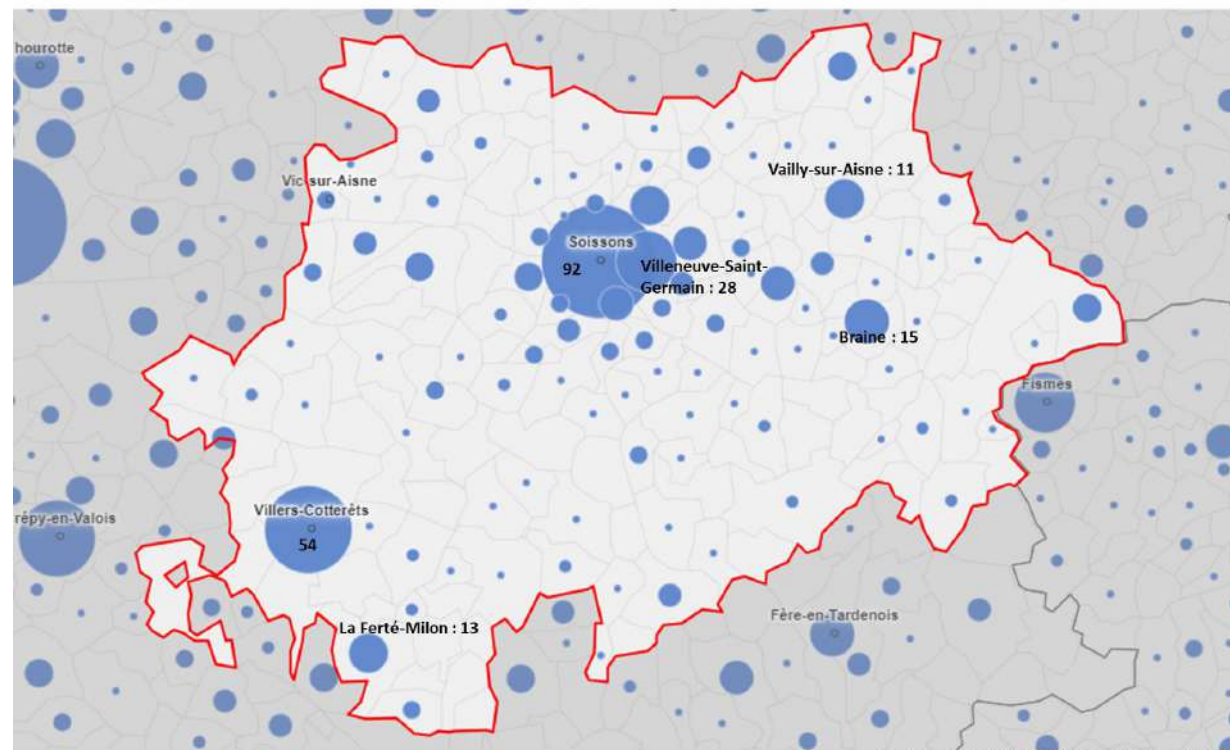 hourotte
Vailly-sur-Aisne : 11
Vic-sur-Aisne
Soissons
92
Villeneuve-Saint-
Germain : 28
Braine : 15
Fismes
Villers-Cotterêts
54
répy-en-Valois
La Ferté-Milon : 13
Fère-en-Tardenois